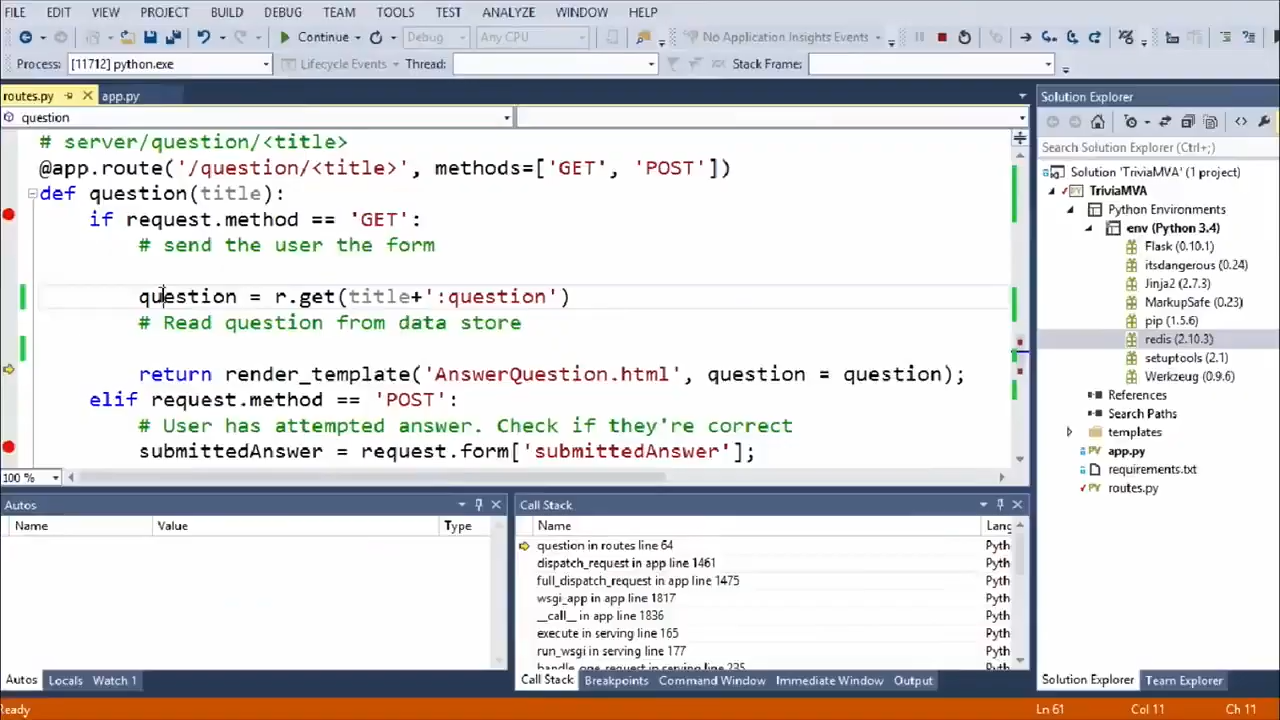 FILE EDIT VIEW PROJECT BUILD DEBUG TEAM TOOLS TEST ANALYZE WINDOW HELP
Continue Debug Any CPU No Application Insights Events
Process: [11712] python.exe Lifecycle Events Thread: Stack Frame:
routes.py app.py
question
# server/question/<title>
@app.route('/question/<title>', methods=['GET', 'POST'])
def question(title):
if request.method == 'GET':
# send the user the form
question = r.get(title+':question')
# Read question from data store
return render_template('AnswerQuestion.html', question = question);
elif request.method == 'POST':
# User has attempted answer. Check if they're correct
submittedAnswer = request.form['submittedAnswer'];
100 %
Solution Explorer
Search Solution Explorer (Ctrl+;)
Solution 'TriviaMVA' (1 project)
TriviaMVA
Python Environments
env (Python 3.4)
Flask (0.10.1)
itsdangerous (0.24)
Jinja2 (2.7.3)
MarkupSafe (0.23)
pip (1.5.6)
redis (2.10.3)
setuptools (2.1)
Werkzeug (0.9.6)
References
Search Paths
templates
app.py
requirements.txt
routes.py
Autos
Name Value Type
Autos Locals Watch 1
Call Stack
Name Lang
question in routes line 64 Pyth
dispatch_request in app line 1461 Pyth
full_dispatch_request in app line 1475 Pyth
wsgi_app in app line 1817 Pyth
__call__ in app line 1836 Pyth
execute in serving line 165 Pyth
run_wsgi in serving line 177 Pyth
handle_one_request in serving line 235 Pyth
Call Stack Breakpoints Command Window Immediate Window Output
Solution Explorer Team Explorer
Ready Ln 61 Col 11 Ch 11